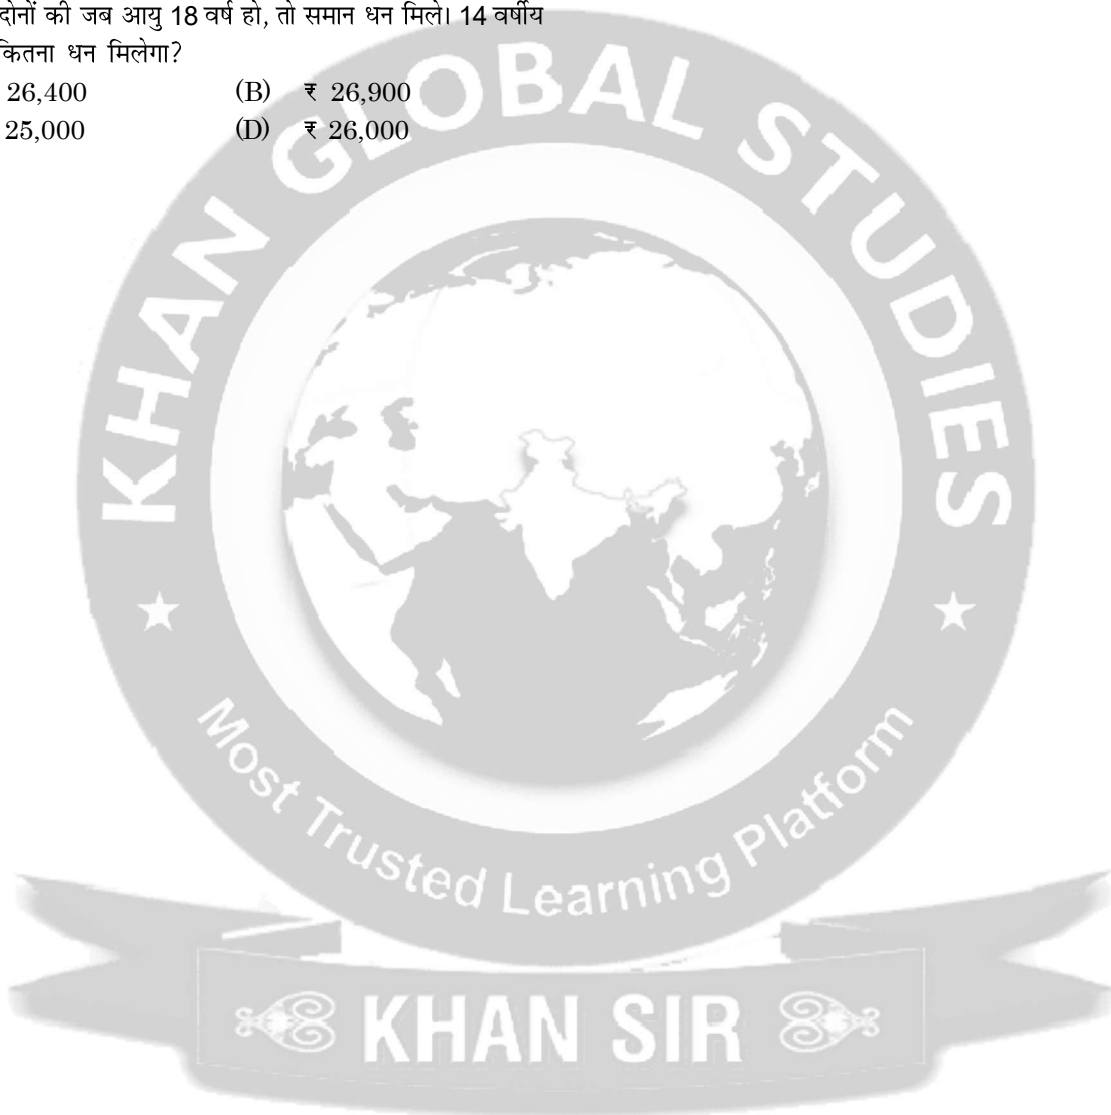 दोनों की जब आयु 18 वर्ष हो, तो समान धन मिले। 14 वर्षीय
कितना धन मिलेगा?
26,400 (B) ₹ 26,900
25,000 (D) ₹ 26,000
KHAN GLOBAL STUDIES
Most Trusted Learning Platform
KHAN SIR